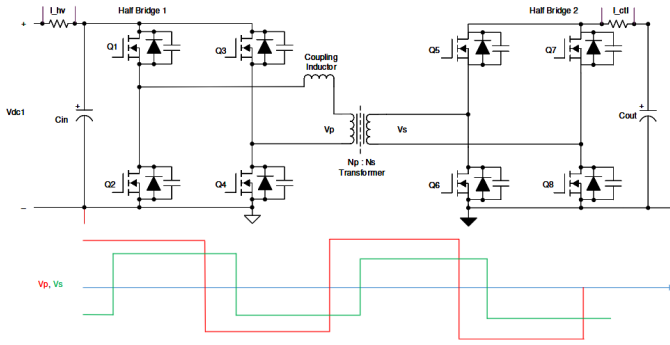 I_hv
Half Bridge 1
Half Bridge 2
I_ctl
+
Q1
Q3
Q5
Q7
Coupling
Inductor
Vdc1
+
Cin
Vp
Vs
+
Cout
Np : Ns
Transformer
Q2
Q4
Q6
Q8
–
Vp, Vs